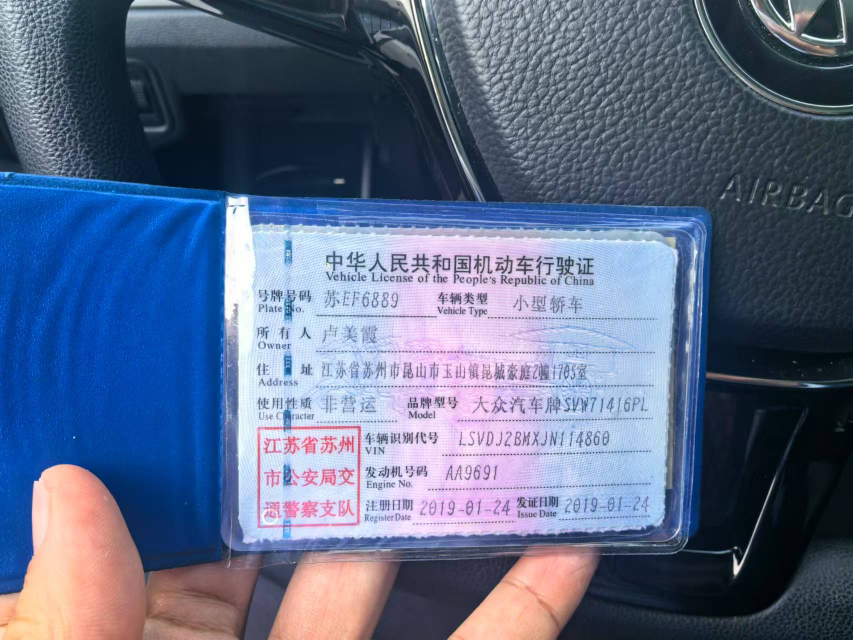 AIRBAG
中华人民共和国机动车行驶证
Vehicle License of the People's Republic of China
号牌号码 苏EF6889 车辆类型 小型轿车
Plate No. Vehicle Type
所有人 卢美霞
Owner
住址 江苏省苏州市昆山市玉山镇昆城豪庭2幢1705室
Address
使用性质 非营运 品牌型号 大众汽车牌SVW71416PL
Use Character Model
江苏省苏州
市公安局交
通警察支队
车辆识别代号 LSVDJ2BMXJN114860
VIN
发动机号码 AA9691
Engine No.
注册日期 2019-01-24 发证日期 2019-01-24
Register Date Issue Date